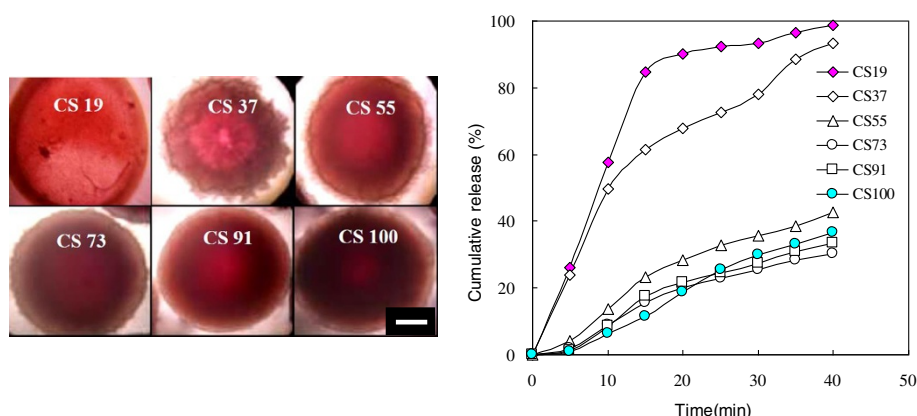 CS 19
CS 37
CS 55
CS 73
CS 91
CS 100
Cumulative release (%)
100
80
60
40
20
0
0
10
20
30
40
50
Time(min)
CS19
CS37
CS55
CS73
CS91
CS100